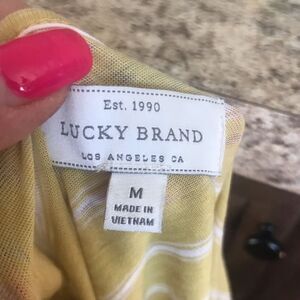 Est. 1990
LUCKY BRAND
LOS ANGELES CA
M
MADE IN
VIETNAM